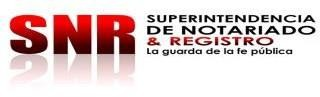 SNR
SUPERINTENDENCIA
DE NOTARIADO
& REGISTRO
La guarda de la fe pública